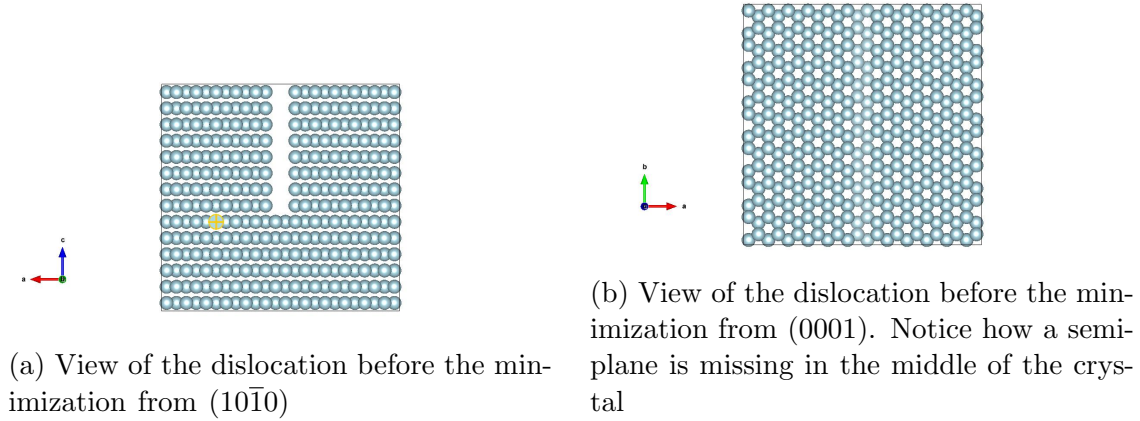 b
a
c
a
(a) View of the dislocation before the min-
imization from (101̅0)
(b) View of the dislocation before the min-
imization from (0001). Notice how a semi-
plane is missing in the middle of the crys-
tal